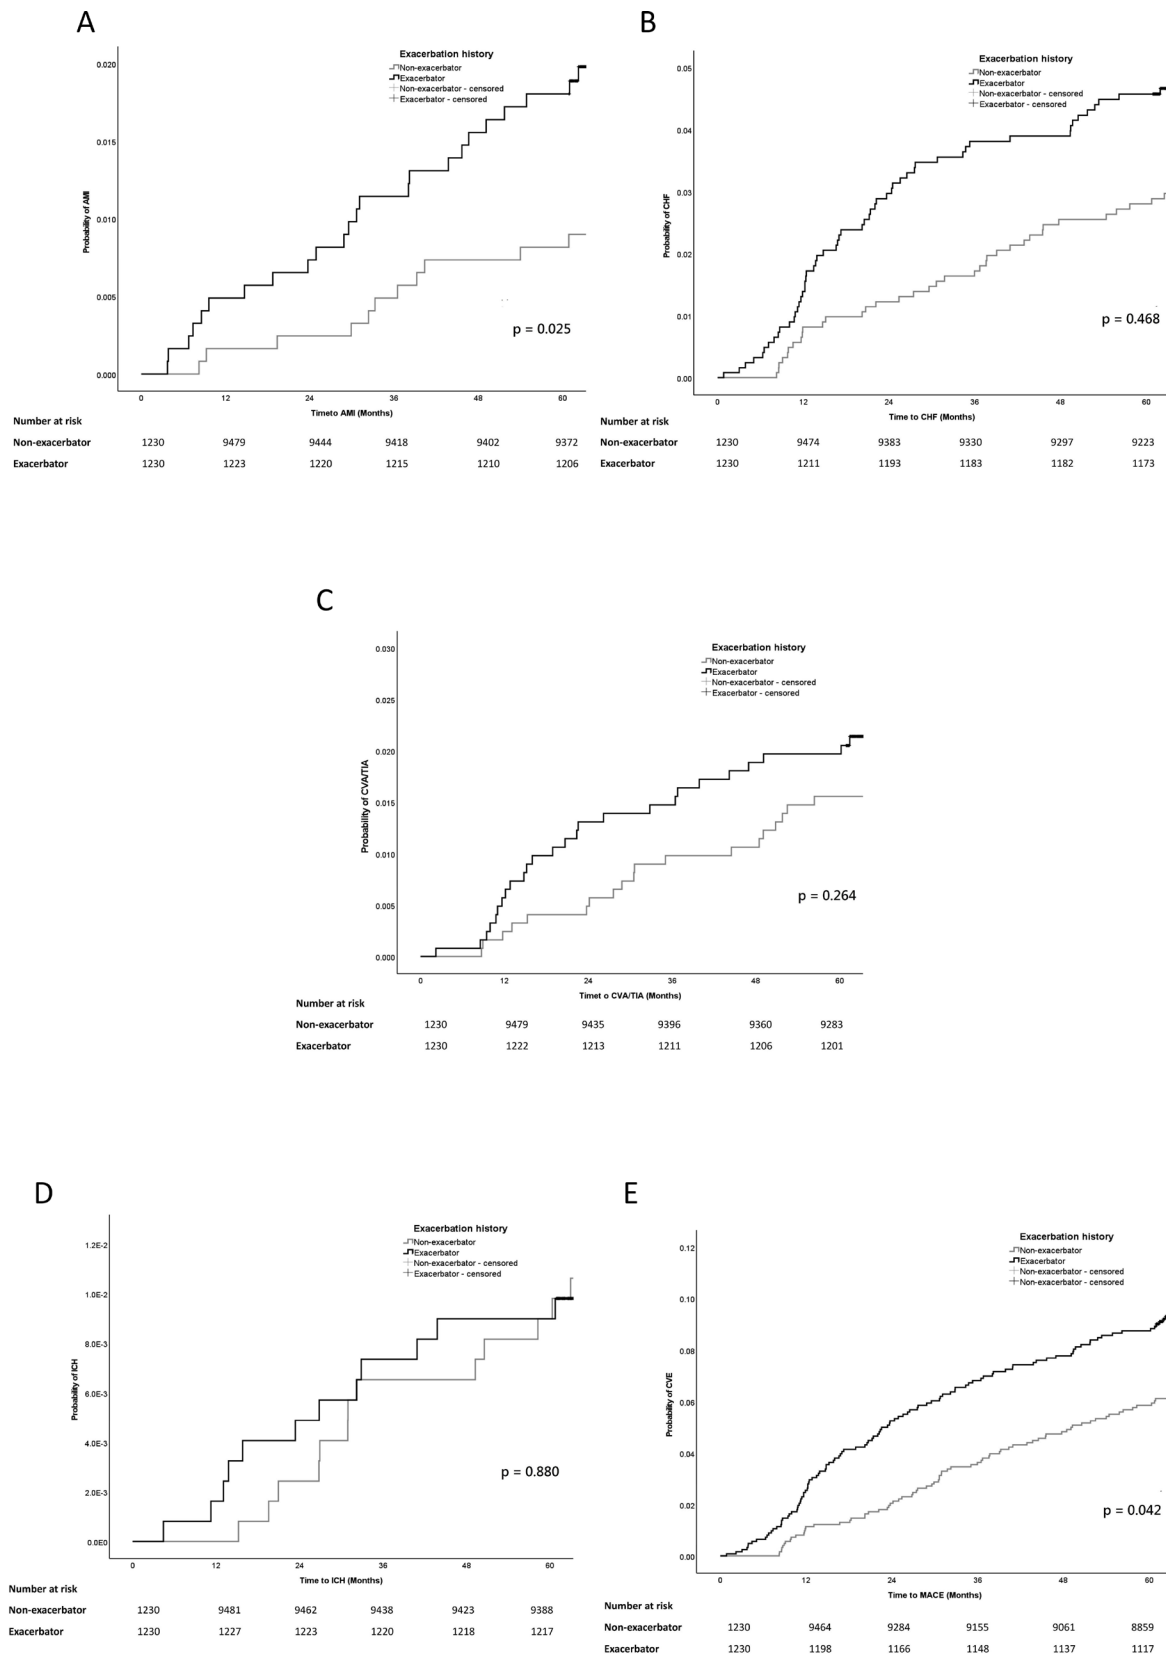 A
Exacerbation history
Non-exacerbator
Exacerbator
Non-exacerbator - censored
Exacerbator - censored
0.020
0.015
0.010
0.005
0.000
Probability of AMI
p = 0.025
0 12 24 36 48 60
Timeto AMI (Months)
Number at risk
Non-exacerbator 1230 9479 9444 9418 9402 9372
Exacerbator 1230 1223 1220 1215 1210 1206
B
Exacerbation history
Non-exacerbator
Exacerbator
Non-exacerbator - censored
Exacerbator - censored
0.05
0.04
0.03
0.02
0.01
0.00
Probability of CHF
p = 0.468
0 12 24 36 48 60
Time to CHF (Months)
Number at risk
Non-exacerbator 1230 9474 9383 9330 9297 9223
Exacerbator 1230 1211 1193 1183 1182 1173
C
Exacerbation history
Non-exacerbator
Exacerbator
Non-exacerbator - censored
Exacerbator - censored
0.030
0.025
0.020
0.015
0.010
0.005
0.000
Probability of CVA/TIA
p = 0.264
0 12 24 36 48 60
Timet o CVA/TIA (Months)
Number at risk
Non-exacerbator 1230 9479 9435 9396 9360 9283
Exacerbator 1230 1222 1213 1211 1206 1201
D
Exacerbation history
Non-exacerbator
Exacerbator
Non-exacerbator - censored
Exacerbator - censored
1.2E-2
1.0E-2
8.0E-3
6.0E-3
4.0E-3
2.0E-3
0.0E0
Probability of ICH
p = 0.880
0 12 24 36 48 60
Time to ICH (Months)
Number at risk
Non-exacerbator 1230 9481 9462 9438 9423 9388
Exacerbator 1230 1227 1223 1220 1218 1217
E
Exacerbation history
Non-exacerbator
Exacerbator
Non-exacerbator - censored
Non-exacerbator - censored
0.12
0.10
0.08
0.06
0.04
0.02
0.00
Probability of CVE
p = 0.042
0 12 24 36 48 60
Time to MACE (Months)
Number at risk
Non-exacerbator 1230 9464 9284 9155 9061 8859
Exacerbator 1230 1198 1166 1148 1137 1117